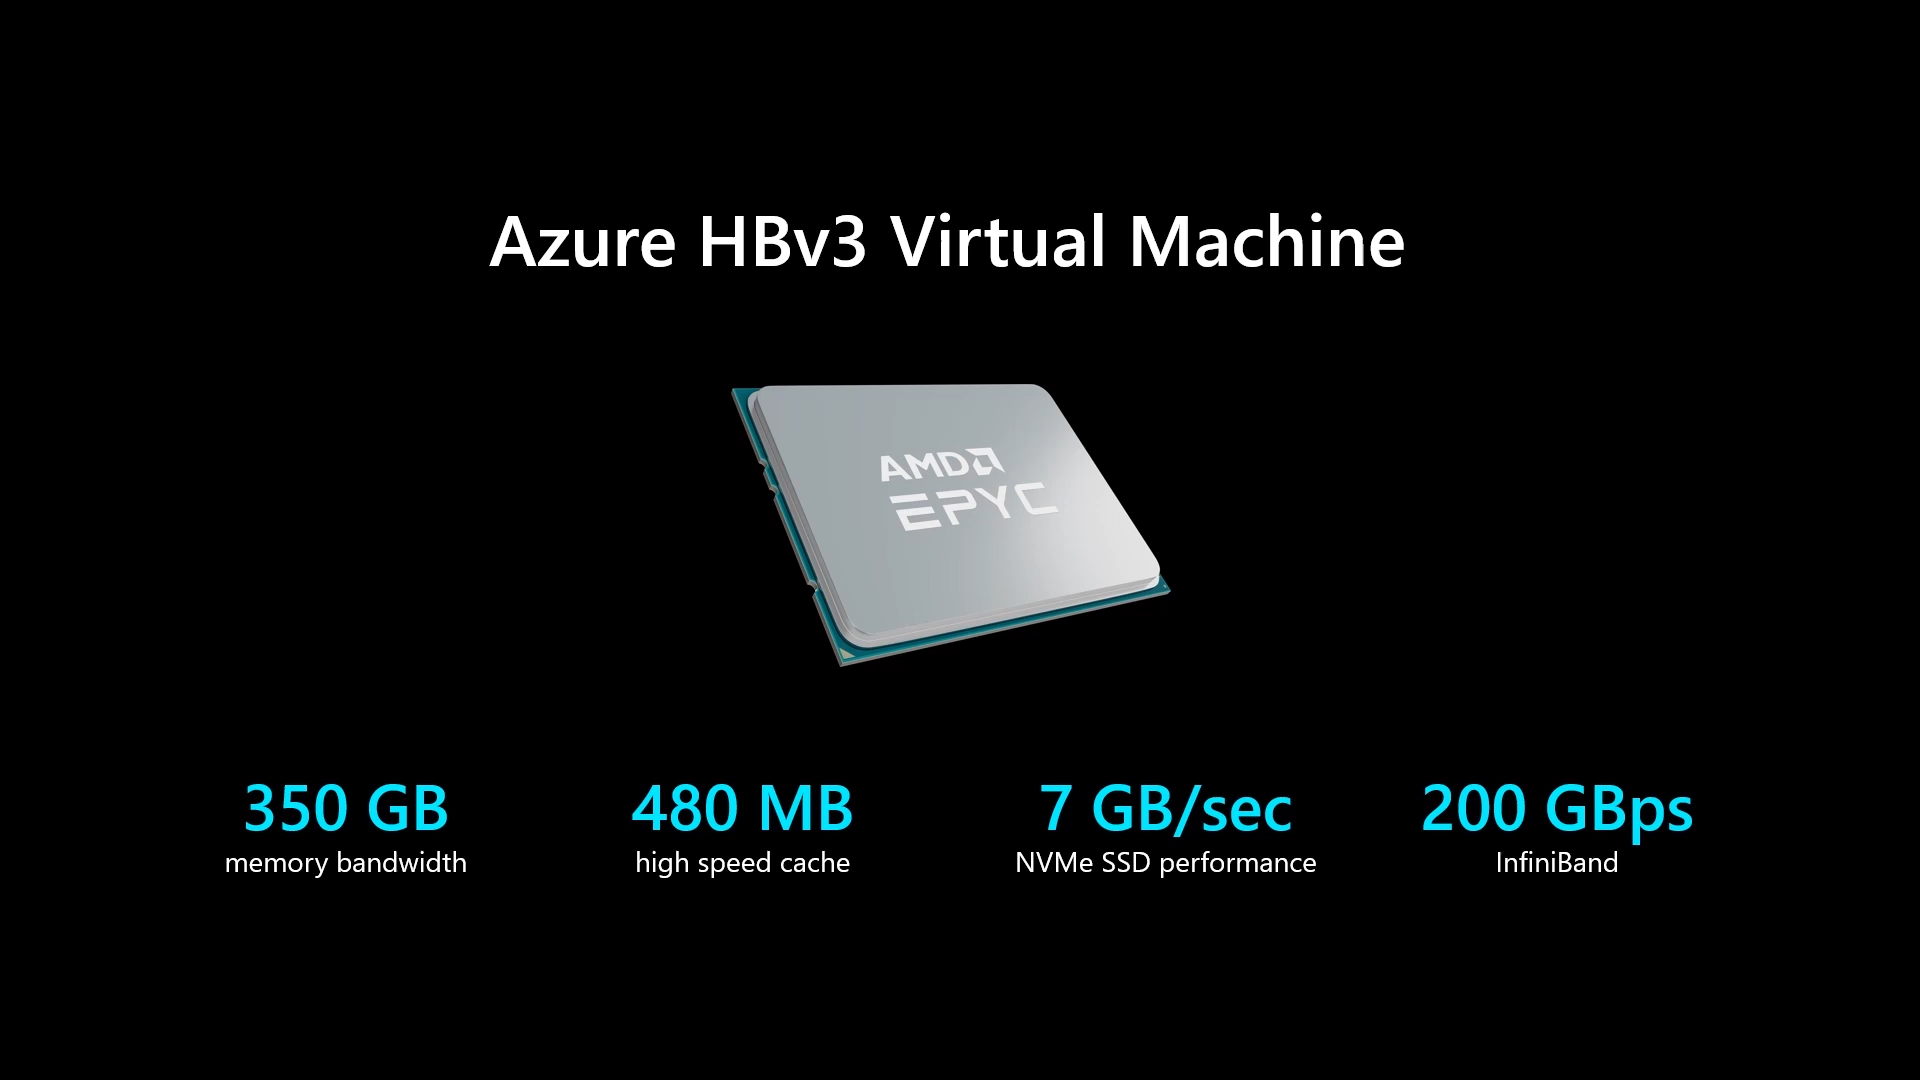 Azure HBv3 Virtual Machine
AMD
EPYC
350 GB
memory bandwidth
480 MB
high speed cache
7 GB/sec
NVMe SSD performance
200 GBps
InfiniBand